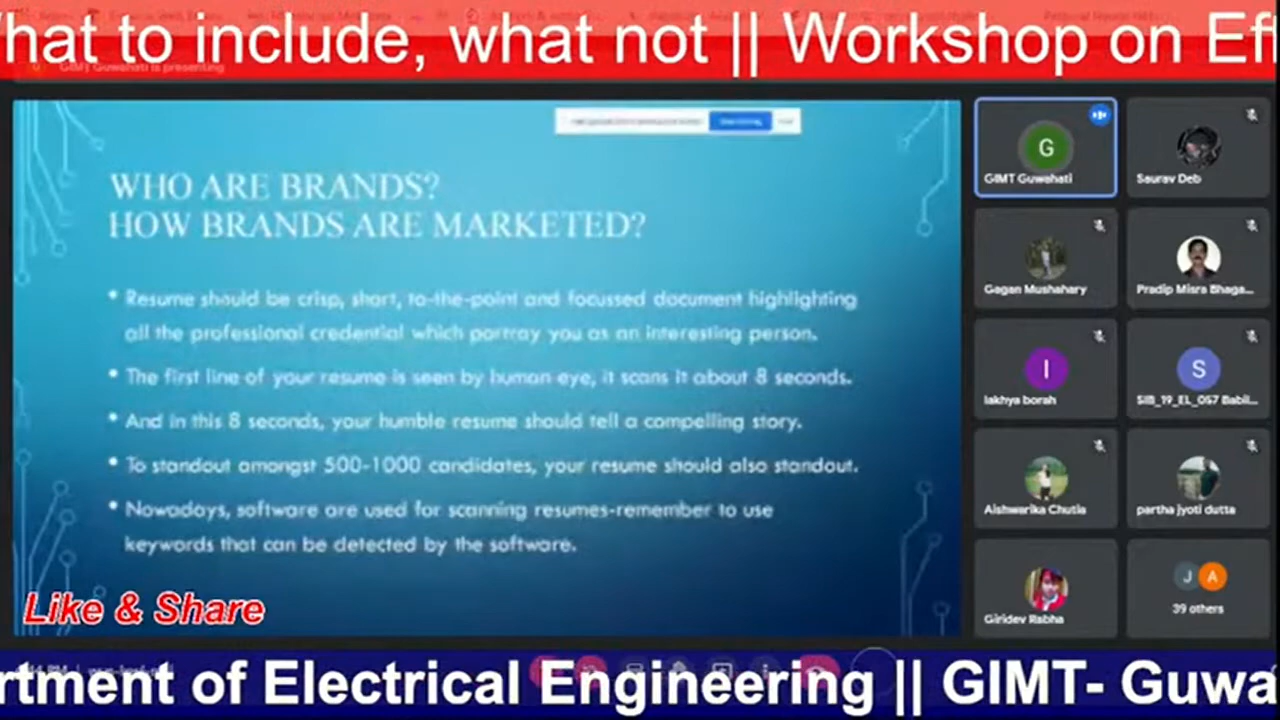 hat to include, what not || Workshop on Ef
GIMT Guwahati is presenting
WHO ARE BRANDS?
HOW BRANDS ARE MARKETED?
• Resume should be crisp, short, to-the-point and focussed document highlighting
all the professional credential which portray you as an interesting person.
• The first line of your resume is seen by human eye, it scans it about 8 seconds.
• And in this 8 seconds, your humble resume should tell a compelling story.
• To standout amongst 500-1000 candidates, your resume should also standout.
• Nowadays, software are used for scanning resumes-remember to use
keywords that can be detected by the software.
Like & Share
G
GIMT Guwahati
Saurav Deb
Gagan Mushahary
Pradip Misra Bhaga...
l
lakhya borah
S
SIB_19_EL_057 Babli...
Aishwarika Chutia
partha jyoti dutta
Giridev Rabha
J A
39 others
rtment of Electrical Engineering || GIMT- Guwa